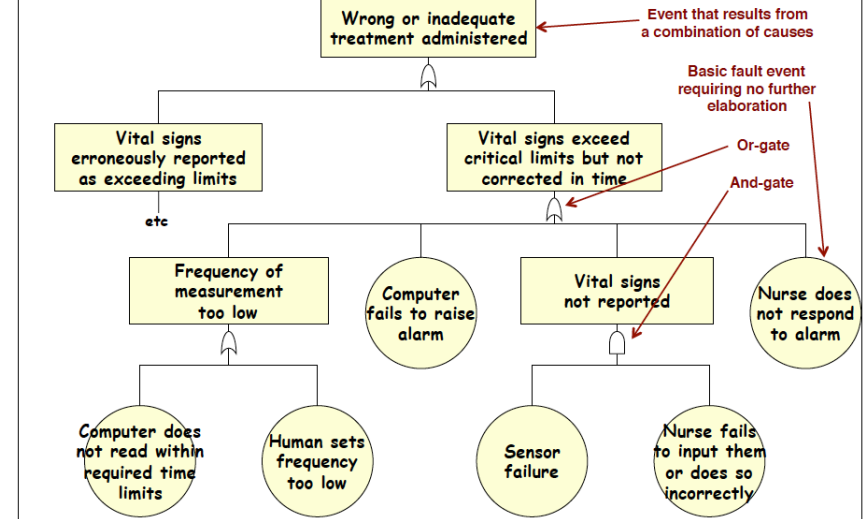 Wrong or inadequate
treatment administered
Event that results from
a combination of causes
Basic fault event
requiring no further
elaboration
Vital signs
erroneously reported
as exceeding limits
Vital signs exceed
critical limits but not
corrected in time
Or-gate
And-gate
etc
Frequency of
measurement
too low
Computer
fails to raise
alarm
Vital signs
not reported
Nurse does
not respond
to alarm
Computer does
not read within
required time
limits
Human sets
frequency
too low
Sensor
failure
Nurse fails
to input them
or does so
incorrectly